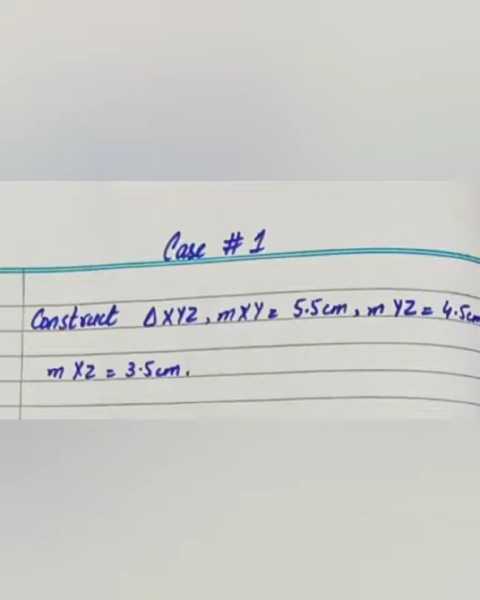 Case # 1
Construct ΔXYZ, mXY= 5.5cm, m YZ = 4.5cm
m XZ = 3.5cm.